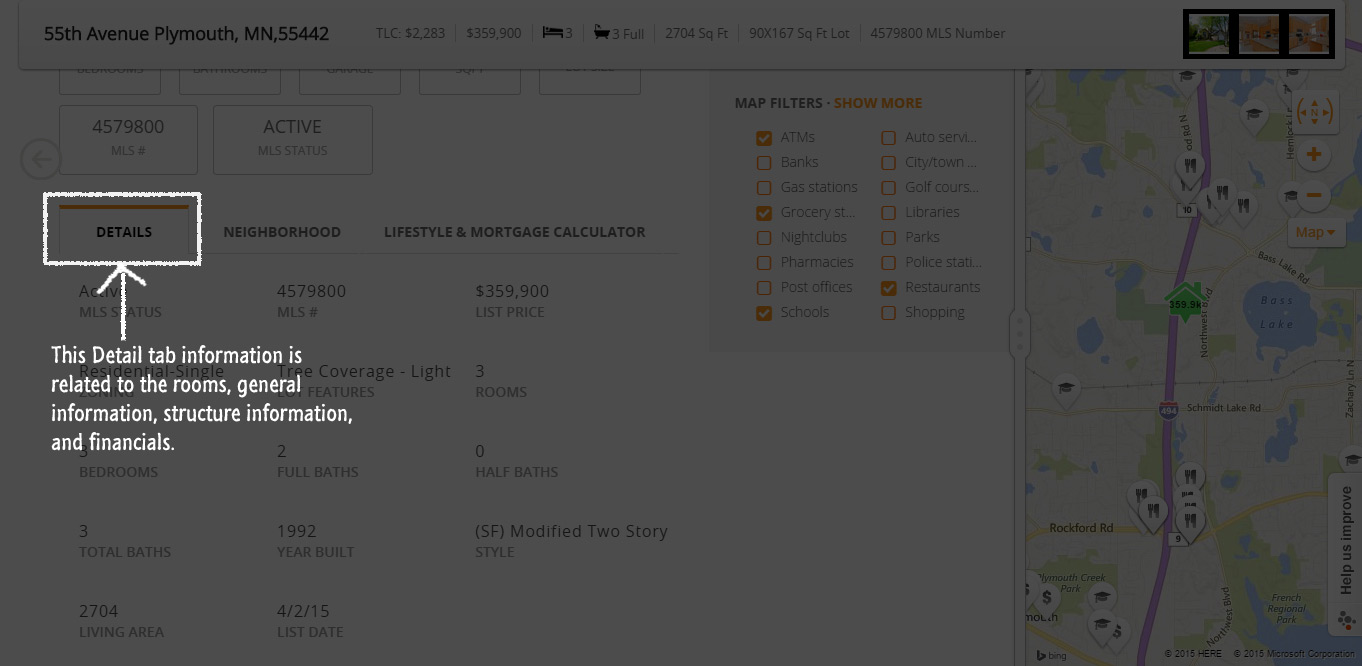 55th Avenue Plymouth, MN,55442
TLC: $2,283
$359,900
3
3 Full
2704 Sq Ft
90X167 Sq Ft Lot
4579800 MLS Number
BEDROOMS
BATHROOMS
GARAGE
SQFT
4579800
MLS #
ACTIVE
MLS STATUS
DETAILS
NEIGHBORHOOD
LIFESTYLE & MORTGAGE CALCULATOR
Active
MLS STATUS
4579800
MLS #
$359,900
LIST PRICE
This Detail tab information is
related to the rooms, general
information, structure information,
and financials.
Residential-Single
ZONING
Tree Coverage - Light
LOT FEATURES
3
ROOMS
3
BEDROOMS
2
FULL BATHS
0
HALF BATHS
3
TOTAL BATHS
1992
YEAR BUILT
(SF) Modified Two Story
STYLE
2704
LIVING AREA
4/2/15
LIST DATE
MAP FILTERS · SHOW MORE
ATMs
Auto servi...
Banks
City/town ...
Gas stations
Golf cours...
Grocery st...
Libraries
Nightclubs
Parks
Pharmacies
Police stati...
Post offices
Restaurants
Schools
Shopping
N
Map
10
Bass Lake Rd
Bass
Lake
359.9k
Northwest Blvd
Zachary Ln N
494
Schmidt Lake Rd
Rockford Rd
9
Help us improve
Plymouth Creek
Park
French
Regional
Park
Northwest Blvd
bing
© 2015 HERE
© 2015 Microsoft Corporation